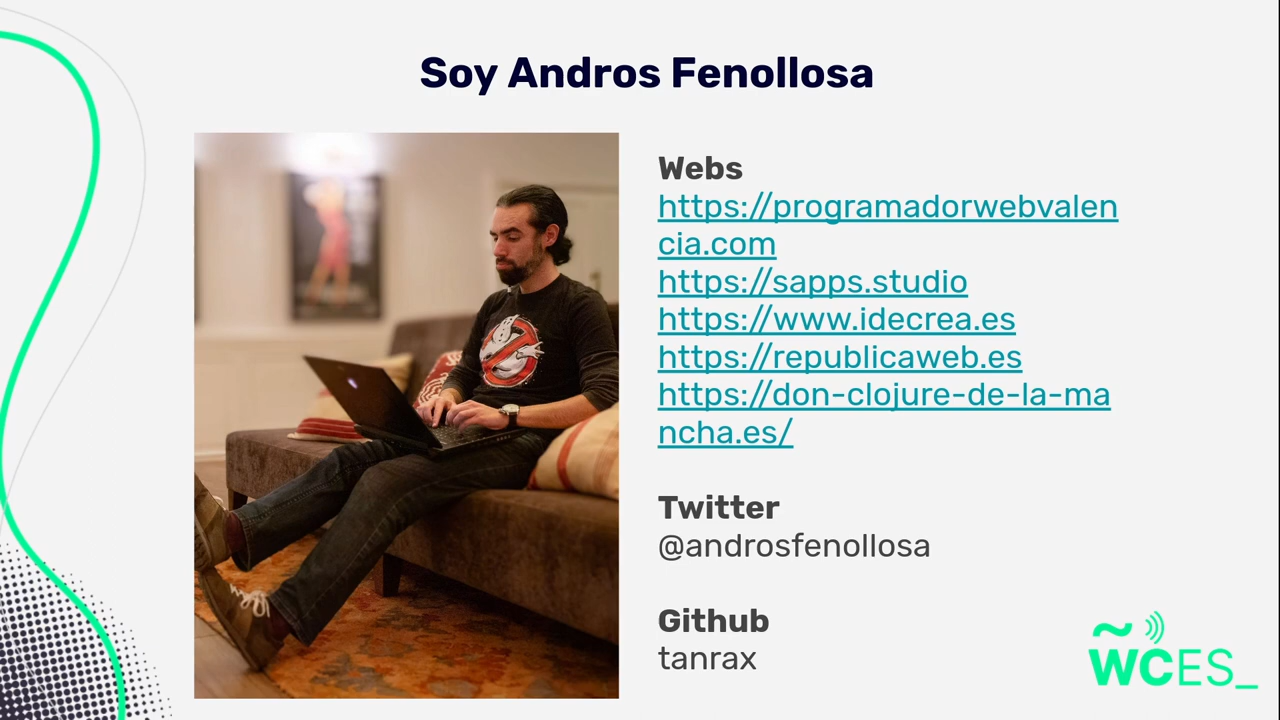 Soy Andros Fenollosa
Webs
https://programadorwebvalen
cia.com
https://sapps.studio
https://www.idecrea.es
https://republicaweb.es
https://don-clojure-de-la-ma
ncha.es/
Twitter
@androsfenollosa
Github
tanrax
~
WCES_